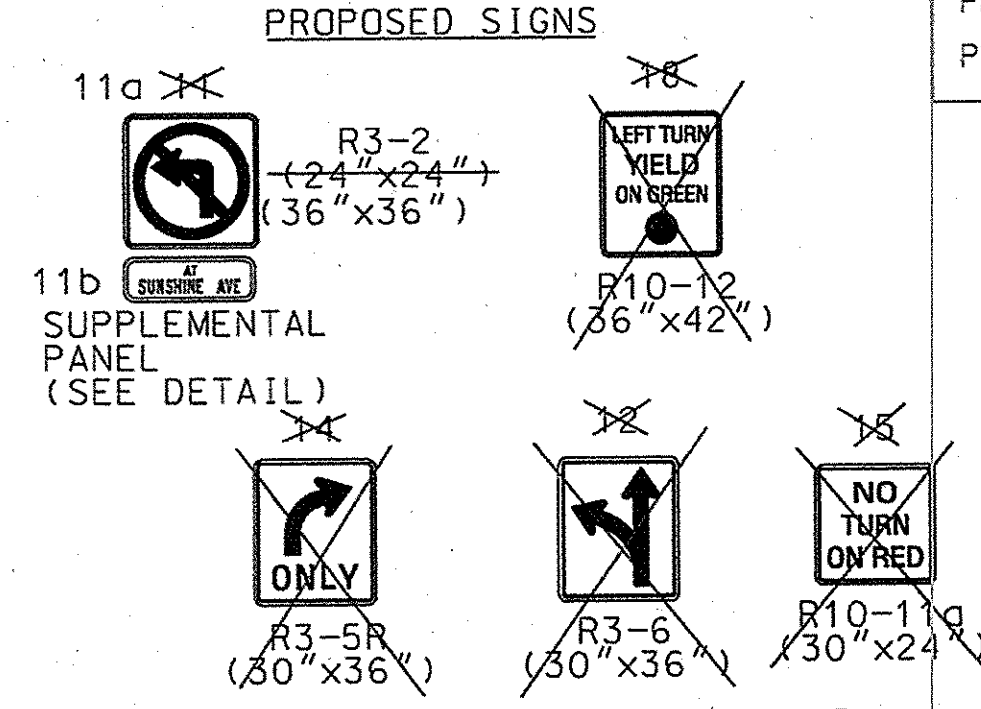 PROPOSED SIGNS
11a 11
R3-2
(24"x24")
(36"x36")
11b AT
SUNSHINE AVE
SUPPLEMENTAL
PANEL
(SEE DETAIL)
18
LEFT TURN
YIELD
ON GREEN
R10-12
(36"x42")
14
ONLY
R3-5R
(30"x36")
12
R3-6
(30"x36")
15
NO
TURN
ON RED
R10-11a
(30"x24")
P